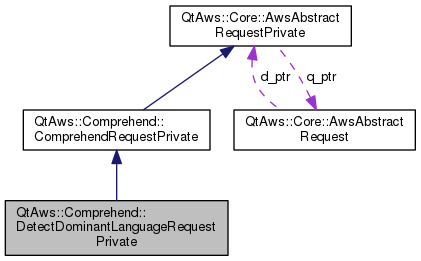 QtAws::Core::AwsAbstract
RequestPrivate
d_ptr
q_ptr
QtAws::Comprehend::
ComprehendRequestPrivate
QtAws::Core::AwsAbstract
Request
QtAws::Comprehend::
DetectDominantLanguageRequest
Private